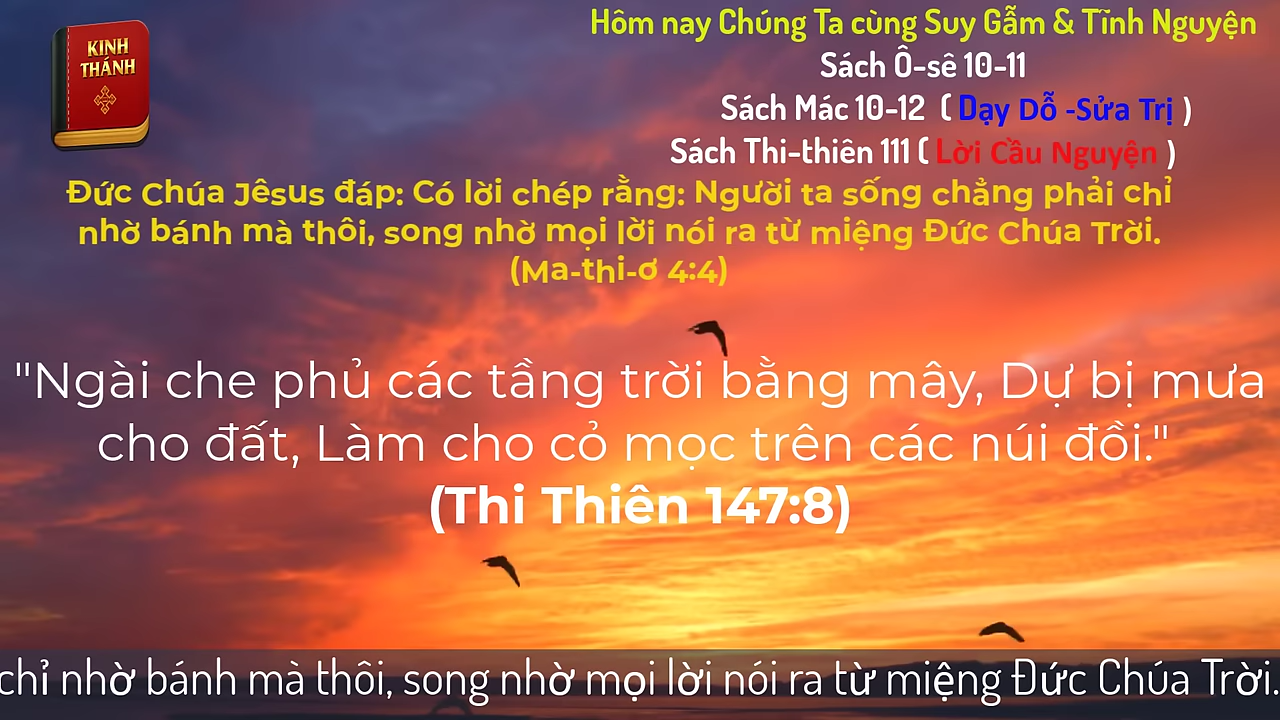 KINH
THÁNH
Hôm nay Chúng Ta cùng Suy Gẫm & Tĩnh Nguyện
Sách Ô-sê 10-11
Sách Mác 10-12 ( Dạy Dỗ -Sửa Trị )
Sách Thi-thiên 111 ( Lời Cầu Nguyện )
Đức Chúa Jêsus đáp: Có lời chép rằng: Người ta sống chẳng phải chỉ
nhờ bánh mà thôi, song nhờ mọi lời nói ra từ miệng Đức Chúa Trời.
(Ma-thi-ơ 4:4)
"Ngài che phủ các tầng trời bằng mây, Dự bị mưa
cho đất, Làm cho cỏ mọc trên các núi đồi."
(Thi Thiên 147:8)
chỉ nhờ bánh mà thôi, song nhờ mọi lời nói ra từ miệng Đức Chúa Trời.